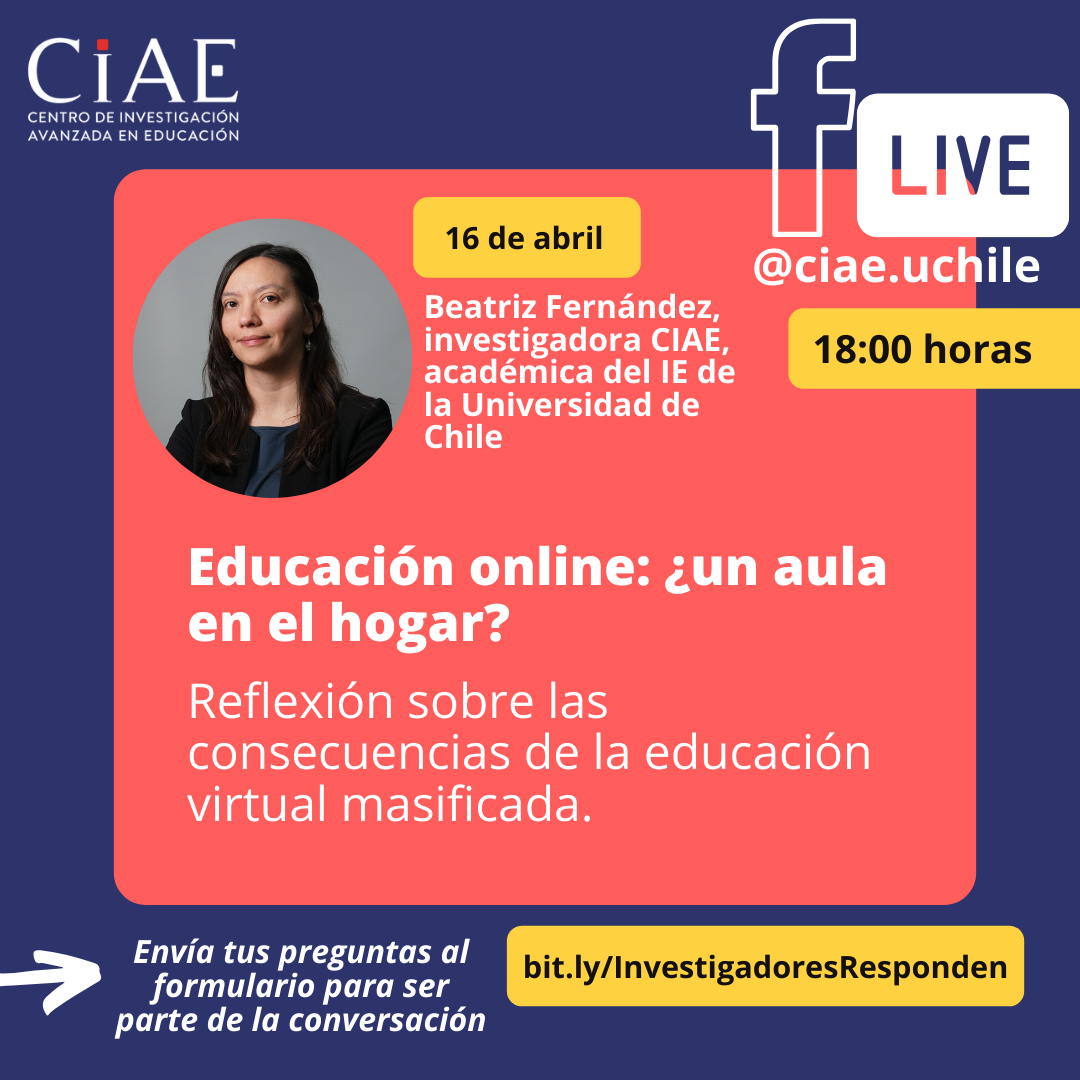 CiAE
CENTRO DE INVESTIGACIÓN
AVANZADA EN EDUCACIÓN
f
LIVE
@ciae.uchile
16 de abril
18:00 horas
Beatriz Fernández,
investigadora CIAE,
académica del IE de
la Universidad de
Chile
Educación online: ¿un aula
en el hogar?
Reflexión sobre las
consecuencias de la educación
virtual masificada.
Envía tus preguntas al
formulario para ser
parte de la conversación
bit.ly/InvestigadoresResponden